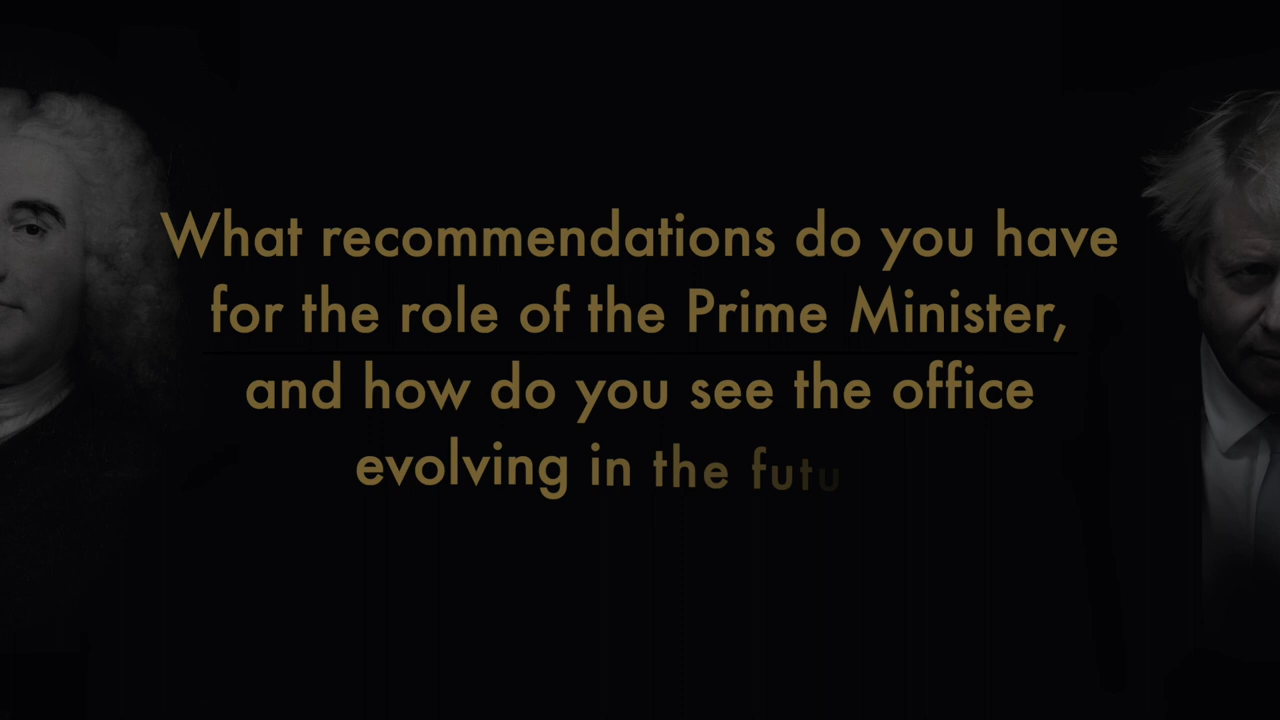 What recommendations do you have
for the role of the Prime Minister,
and how do you see the office
evolving in the futu